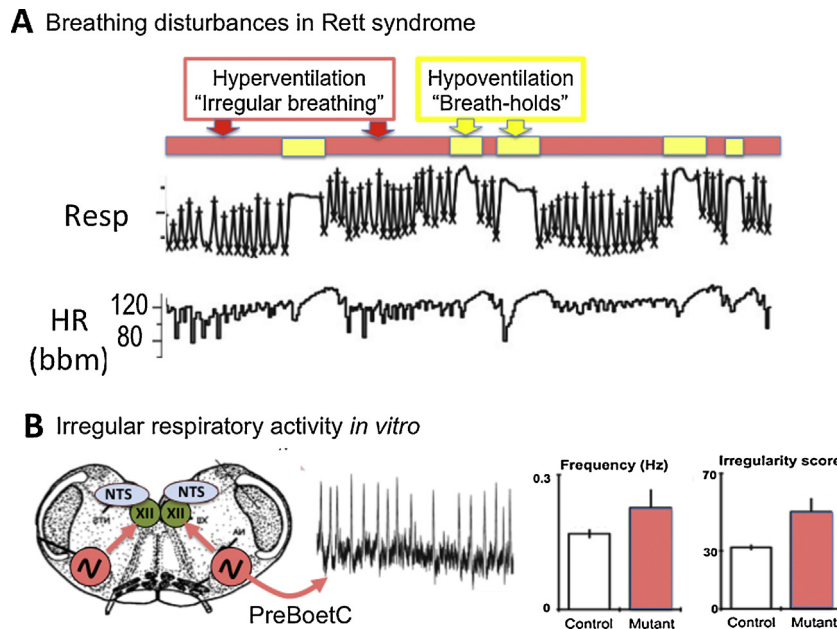 A Breathing disturbances in Rett syndrome
Hyperventilation
“Irregular breathing”
Hypoventilation
“Breath-holds”
Resp
HR
(bbm)
120
80
B Irregular respiratory activity in vitro
NTS
NTS
XII
XII
PreBoetC
Frequency (Hz)
0.3
0
Control
Mutant
Irregularity score
70
30
0
Control
Mutant